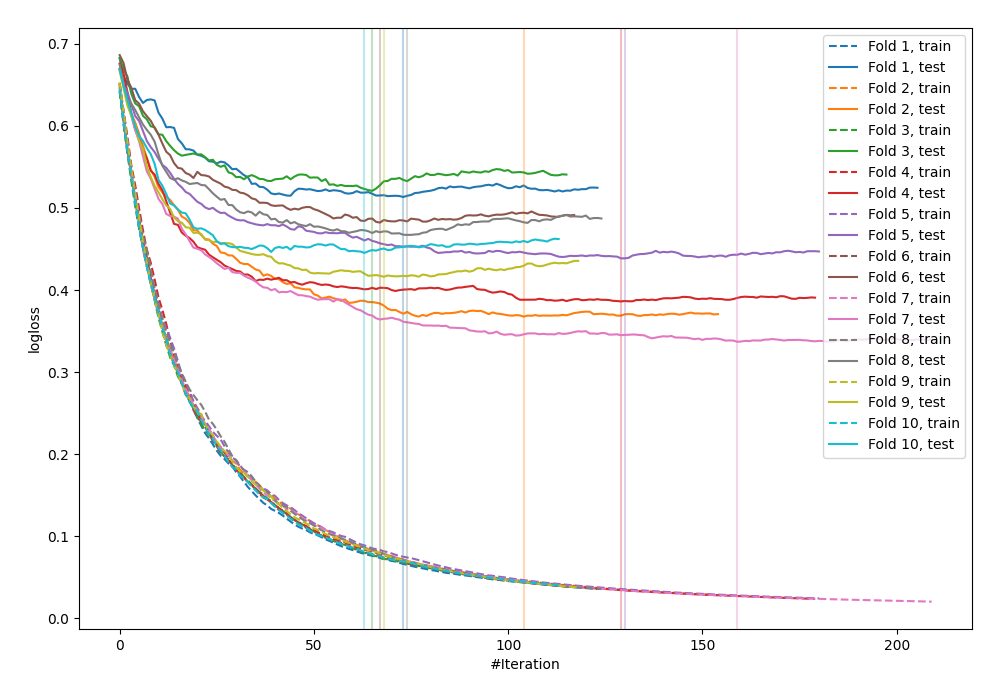 0.7
0.6
0.5
0.4
0.3
0.2
0.1
0.0
logloss
0
50
100
150
200
#Iteration
Fold 1, train
Fold 1, test
Fold 2, train
Fold 2, test
Fold 3, train
Fold 3, test
Fold 4, train
Fold 4, test
Fold 5, train
Fold 5, test
Fold 6, train
Fold 6, test
Fold 7, train
Fold 7, test
Fold 8, train
Fold 8, test
Fold 9, train
Fold 9, test
Fold 10, train
Fold 10, test